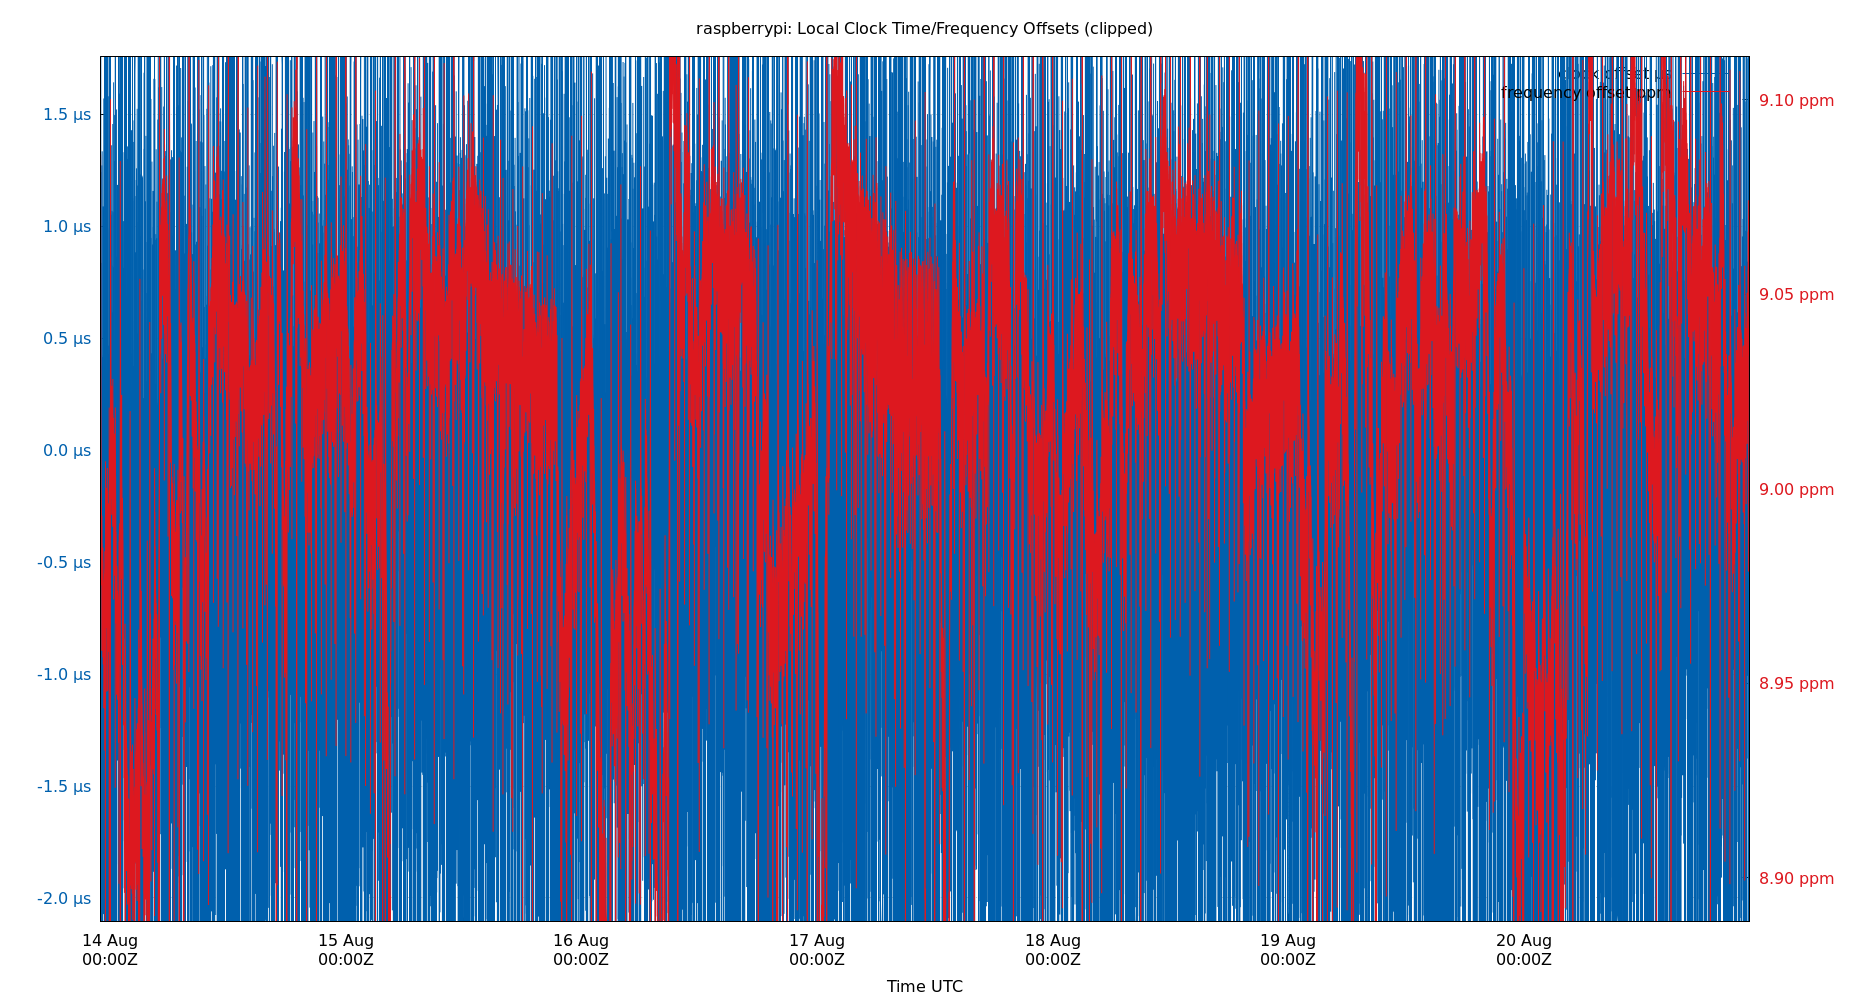 raspberrypi: Local Clock Time/Frequency Offsets (clipped)
clock offset µs
frequency offset ppm
1.5 µs
1.0 µs
0.5 µs
0.0 µs
-0.5 µs
-1.0 µs
-1.5 µs
-2.0 µs
9.10 ppm
9.05 ppm
9.00 ppm
8.95 ppm
8.90 ppm
14 Aug
00:00Z
15 Aug
00:00Z
16 Aug
00:00Z
17 Aug
00:00Z
18 Aug
00:00Z
19 Aug
00:00Z
20 Aug
00:00Z
Time UTC